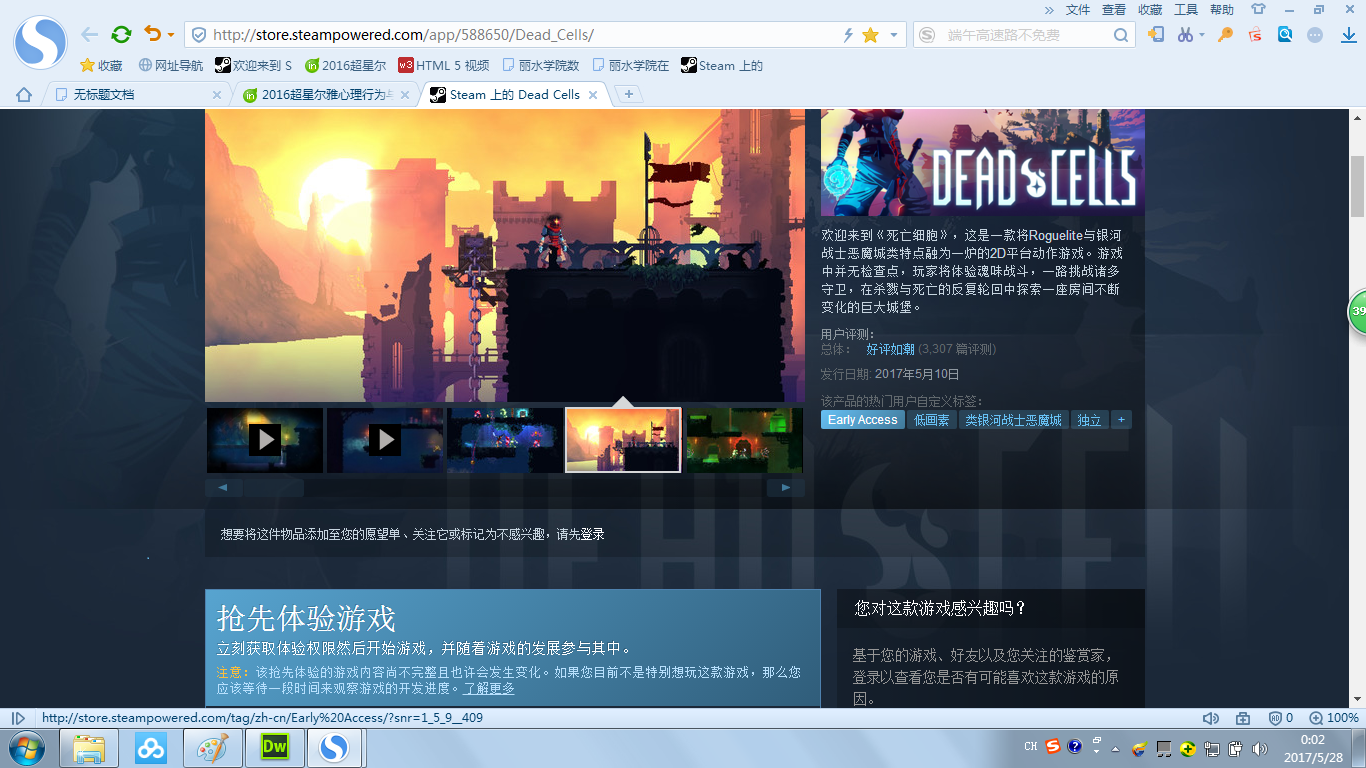 » 文件 查看 收藏 工具 帮助
http://store.steampowered.com/app/588650/Dead_Cells/
端午高速路不免费
收藏 网址导航 欢迎来到 S 2016超星尔 HTML 5 视频 丽水学院数 丽水学院在 Steam 上的
无标题文档 2016超星尔雅心理行为与 Steam 上的 Dead Cells
DEAD CELLS
欢迎来到《死亡细胞》，这是一款将Roguelite与银河
战士恶魔城类特点融为一炉的2D平台动作游戏。游戏
中并无检查点，玩家将体验魂味战斗，一路挑战诸多
守卫，在杀戮与死亡的反复轮回中探索一座房间不断
变化的巨大城堡。
用户评测：
总体： 好评如潮 (3,307 篇评测)
发行日期: 2017年5月10日
该产品的热门用户自定义标签：
Early Access 低画素 类银河战士恶魔城 独立 +
39
想要将这件物品添加至您的愿望单、关注它或标记为不感兴趣，请先登录
抢先体验游戏
立刻获取体验权限然后开始游戏，并随着游戏的发展参与其中。
注意：该抢先体验的游戏内容尚不完整且也许会发生变化。如果您目前不是特别想玩这款游戏，那么您
应该等待一段时间来观察游戏的开发进度。了解更多
您对这款游戏感兴趣吗？
基于您的游戏、好友以及您关注的鉴赏家，
登录以查看您是否有可能喜欢这款游戏的原
因。
http://store.steampowered.com/tag/zh-cn/Early%20Access/?snr=1_5_9__409
0 100%
Dw
CH
0:02
2017/5/28